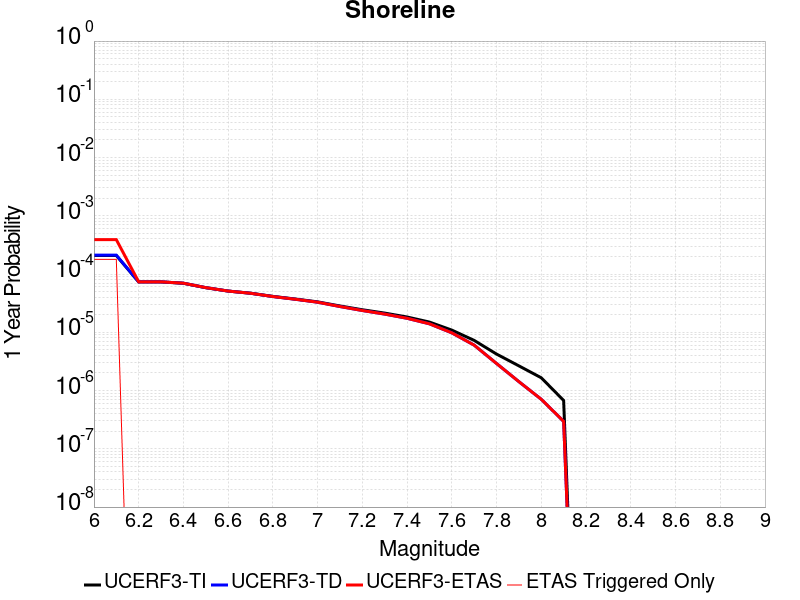 Shoreline
10^0
10^-1
10^-2
10^-3
10^-4
10^-5
10^-6
10^-7
10^-8
1 Year Probability
6 6.2 6.4 6.6 6.8 7 7.2 7.4 7.6 7.8 8 8.2 8.4 8.6 8.8 9
Magnitude
UCERF3-TI UCERF3-TD UCERF3-ETAS ETAS Triggered Only